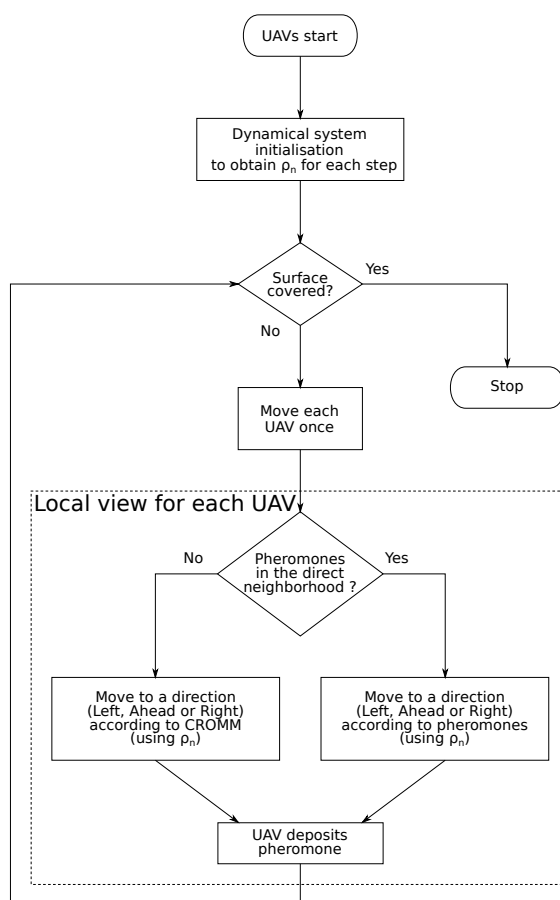 UAVs start
Dynamical system
initialisation
to obtain ρn for each step
Surface
covered?
Yes
No
Stop
Move each
UAV once
Local view for each UAV
No
Pheromones
in the direct
neighborhood ?
Yes
Move to a direction
(Left, Ahead or Right)
according to CROMM
(using ρn)
Move to a direction
(Left, Ahead or Right)
according to pheromones
(using ρn)
UAV deposits
pheromone